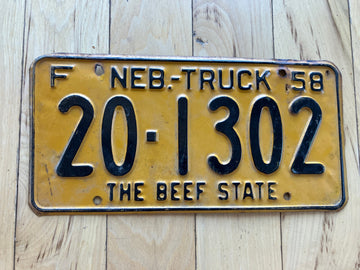 F NEB.-TRUCK 58
20-1302
THE BEEF STATE